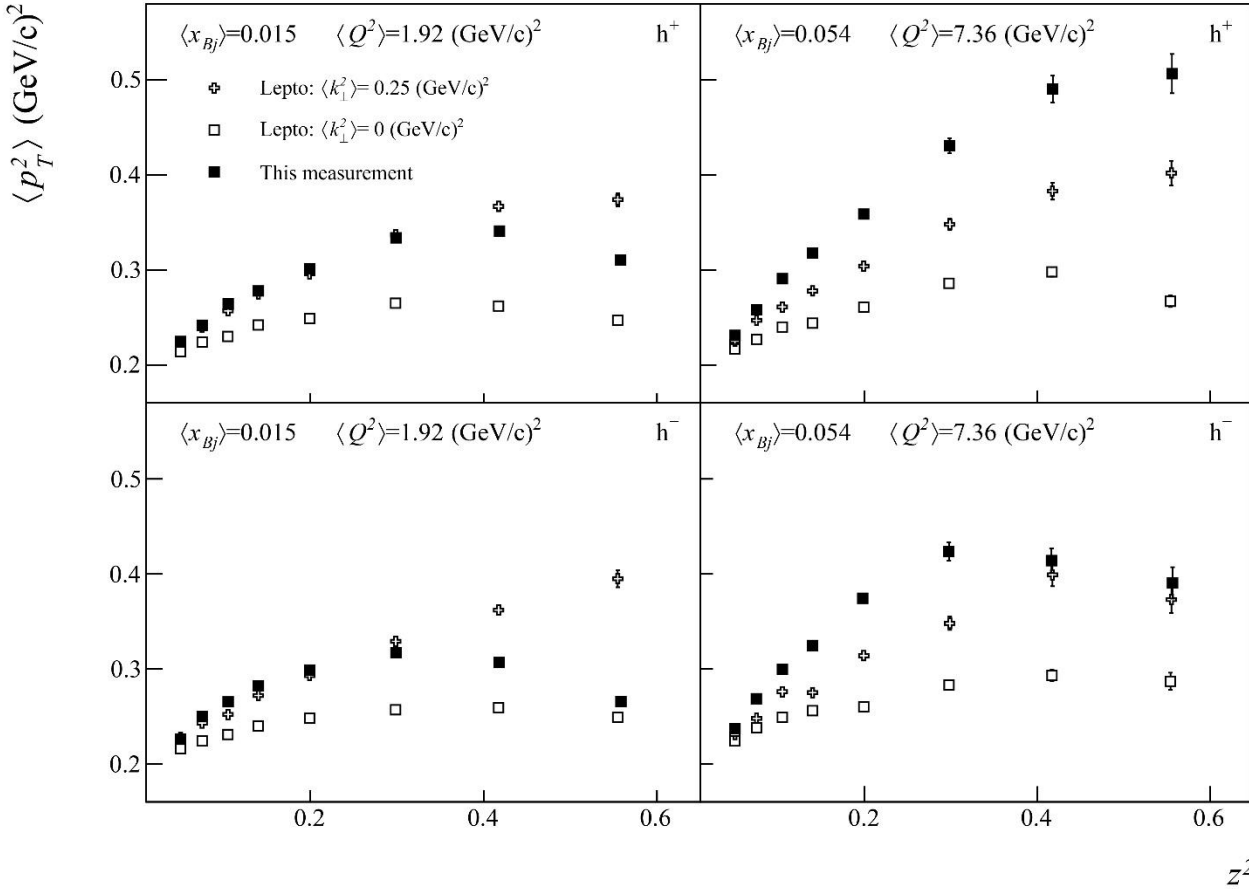 ⟨p_T^2⟩ (GeV/c)^2
⟨x_Bj⟩=0.015 ⟨Q^2⟩=1.92 (GeV/c)^2 h^+
Lepto: ⟨k_⊥^2⟩= 0.25 (GeV/c)^2
Lepto: ⟨k_⊥^2⟩= 0 (GeV/c)^2
This measurement
⟨x_Bj⟩=0.054 ⟨Q^2⟩=7.36 (GeV/c)^2 h^+
0.5
0.4
0.3
0.2
⟨x_Bj⟩=0.015 ⟨Q^2⟩=1.92 (GeV/c)^2 h^−
⟨x_Bj⟩=0.054 ⟨Q^2⟩=7.36 (GeV/c)^2 h^−
0.5
0.4
0.3
0.2
0.2 0.4 0.6 0.2 0.4 0.6
z^2